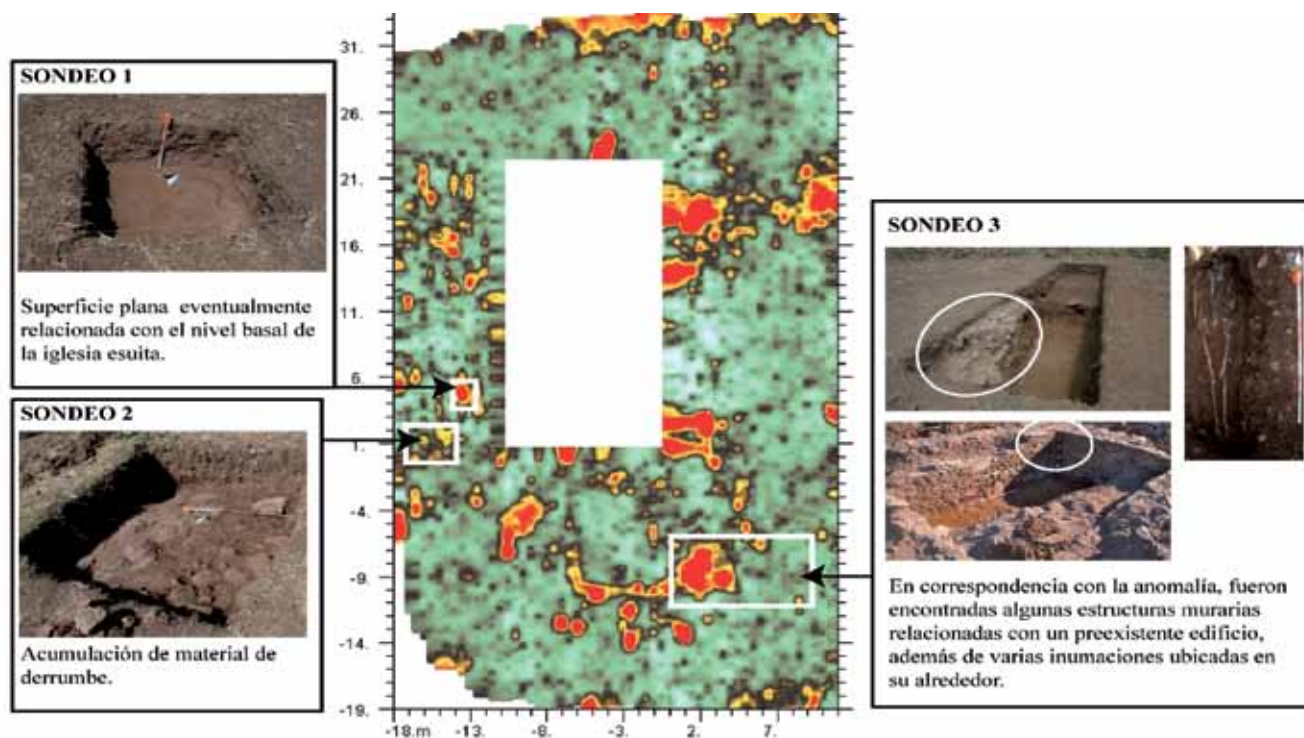 SONDEO 1
Superficie plana eventualmente
relacionada con el nivel basal de
la iglesia esuita.
SONDEO 2
Acumulación de material de
derrumbe.
31.
26.
21.
16.
11.
6.
1.
-4.
-9.
-14.
-19.
-18.m
-13.
-8.
-3.
2.
7.
SONDEO 3
En correspondencia con la anomalía, fueron
encontradas algunas estructuras murarias
relacionadas con un preexistente edificio,
además de varias inumaciones ubicadas en
su alrededor.